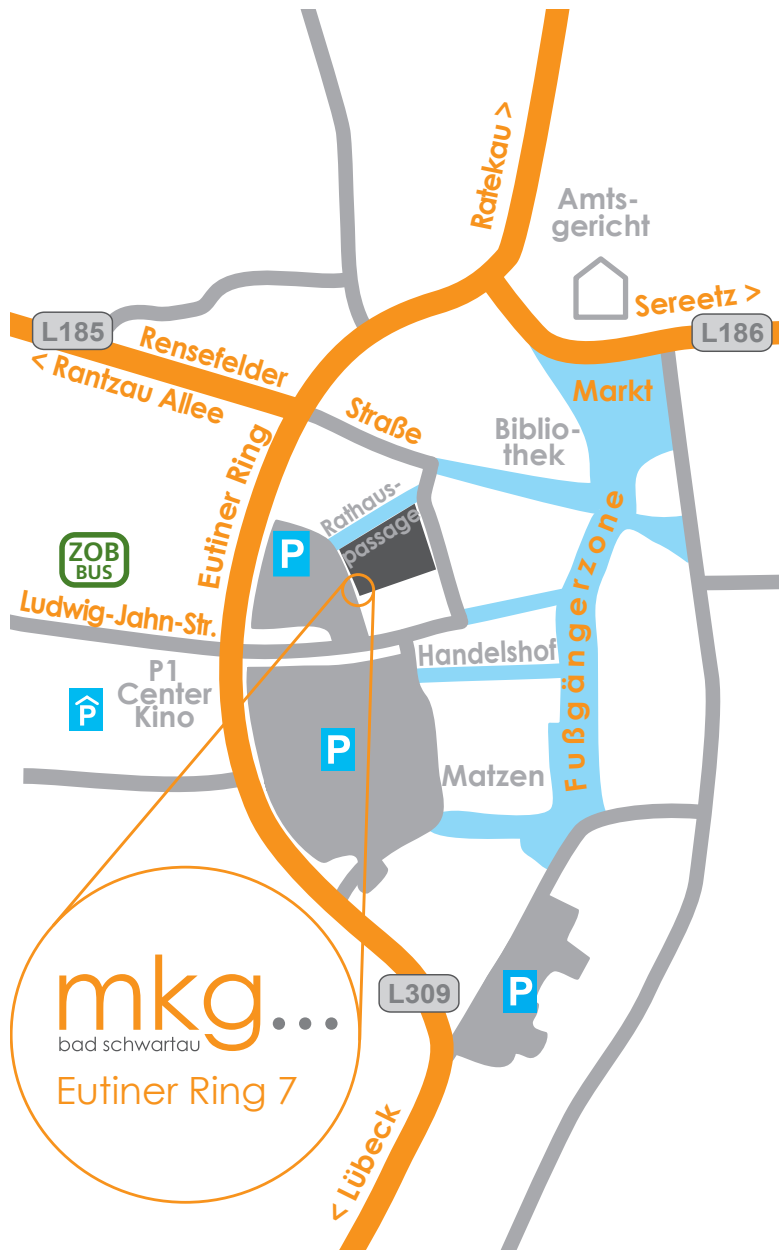 Ratekau >
Amts-
gericht
Sereetz >
L185
L186
Rensefelder
< Rantzau Allee
Straße
Markt
Biblio-
thek
Eutiner Ring
Rathaus-
passage
P
ZOB
BUS
Ludwig-Jahn-Str.
Fußgängerzone
Handelshof
P1
Center
Kino
P
P
Matzen
mkg...
bad schwartau
Eutiner Ring 7
L309
P
< Lübeck